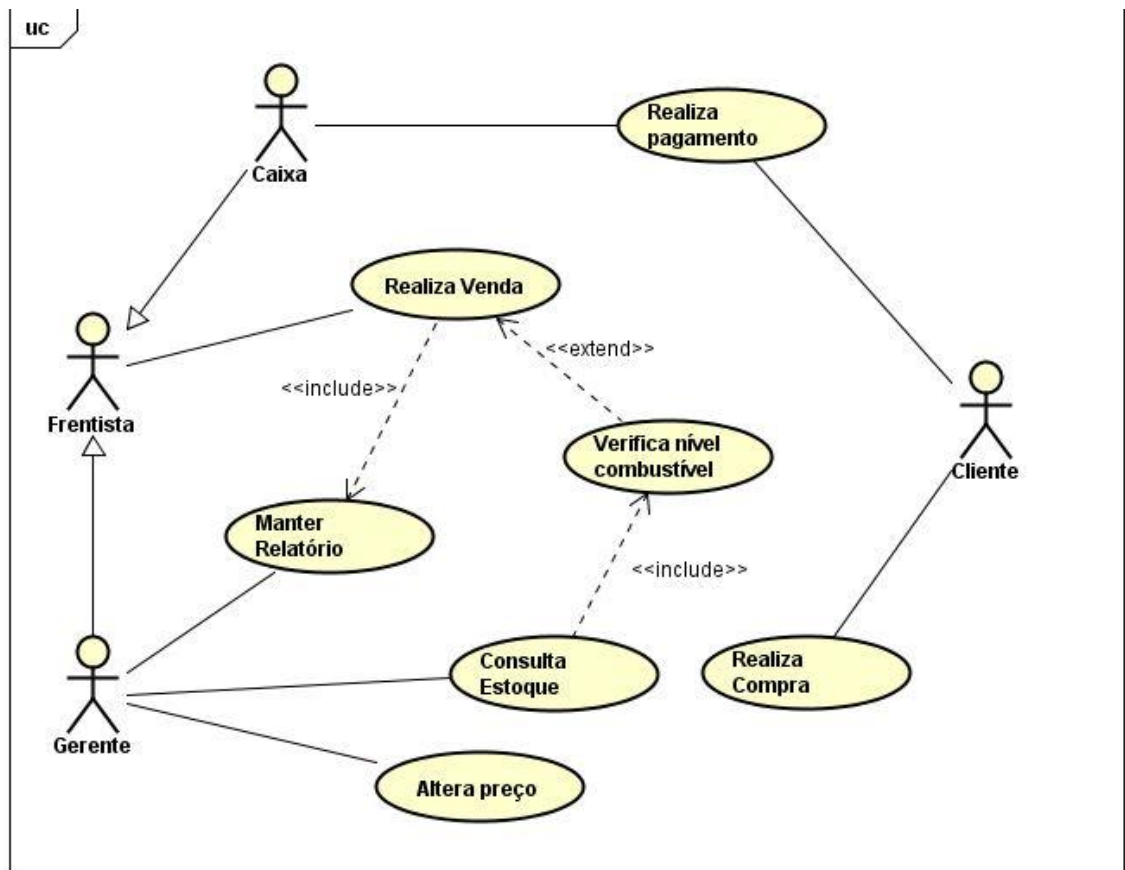 uc
Caixa
Realiza
pagamento
Realiza Venda
<<extend>>
<<include>>
Frentista
Verifica nível
combustível
Cliente
Manter
Relatório
<<include>>
Consulta
Estoque
Realiza
Compra
Gerente
Altera preço